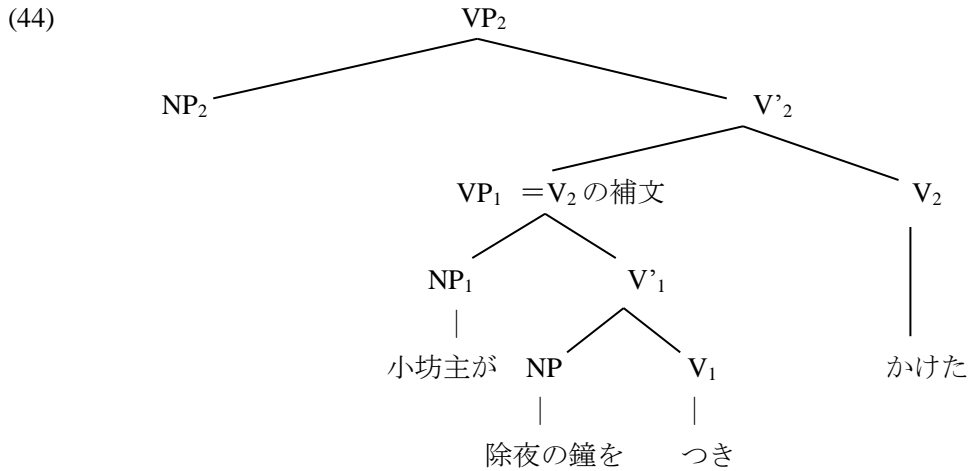 (44) VP₂
NP₂ V’₂
VP₁ ＝V₂の補文 V₂
NP₁ V’₁
小坊主が NP V₁ かけた
除夜の鐘を つき